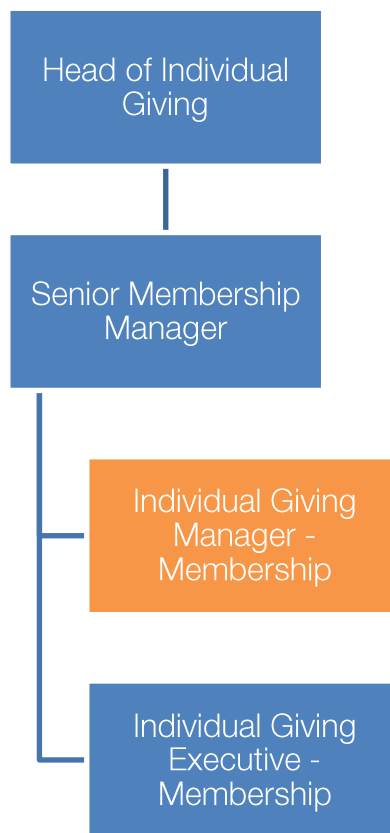 Head of Individual
Giving
Senior Membership
Manager
Individual Giving
Manager -
Membership
Individual Giving
Executive -
Membership